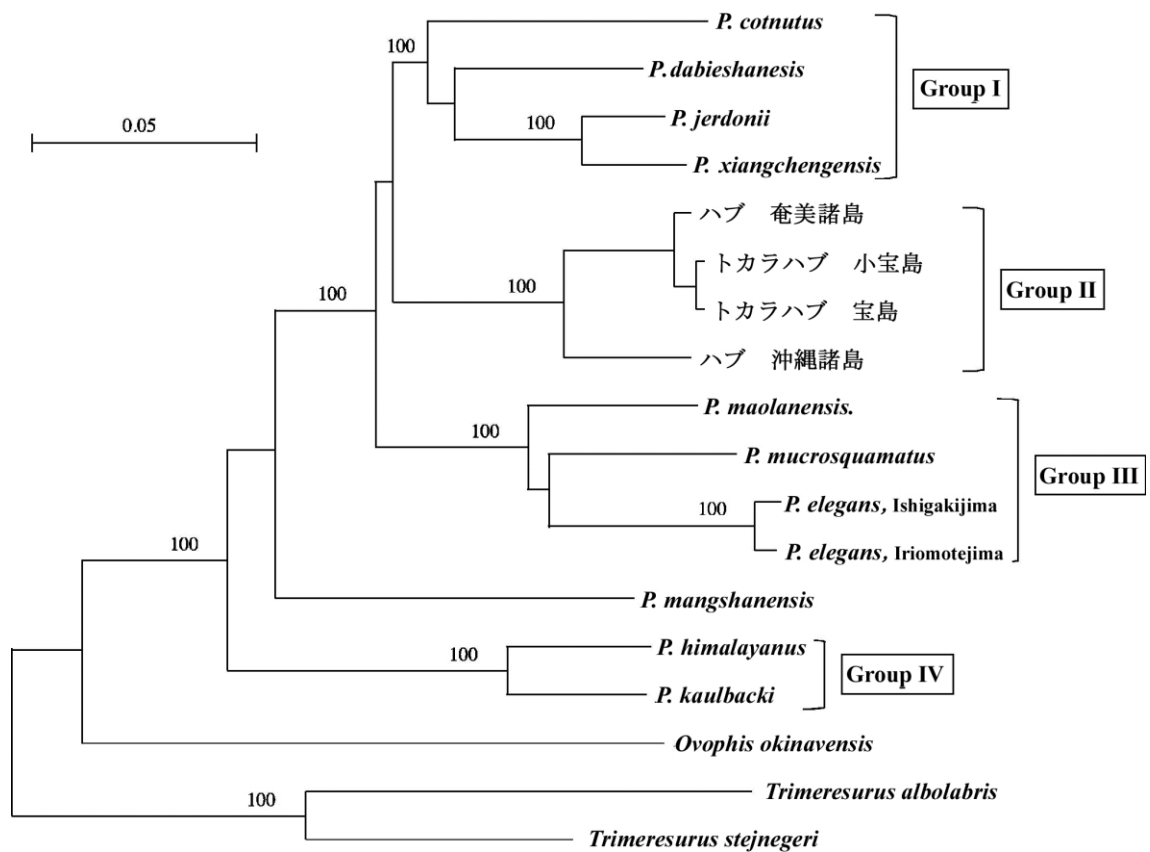 P. cotnutus
100
P.dabieshanesis
Group I
0.05
100
P. jerdonii
P. xiangchengensis
ハブ 奄美諸島
トカラハブ 小宝島
100
100
Group II
トカラハブ 宝島
ハブ 沖縄諸島
P. maolanensis.
100
P. mucrosquamatus
Group III
100
P. elegans, Ishigakijima
100
P. elegans, Iriomotejima
P. mangshanensis
P. himalayanus
100
Group IV
P. kaulbacki
Ovophis okinavensis
Trimeresurus albolabris
100
Trimeresurus stejnegeri